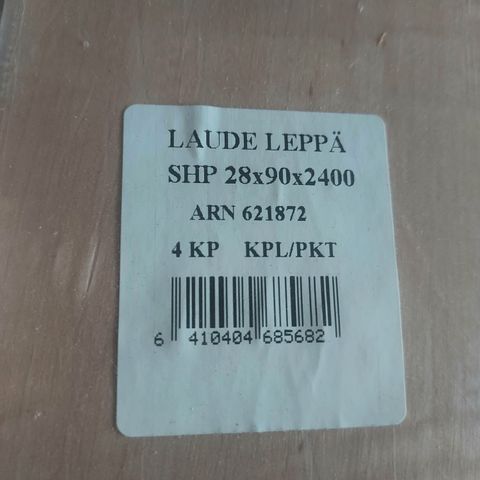 LAUDE LEPPÄ
SHP 28x90x2400
ARN 621872
4 KP KPL/PKT
6 410404 685682